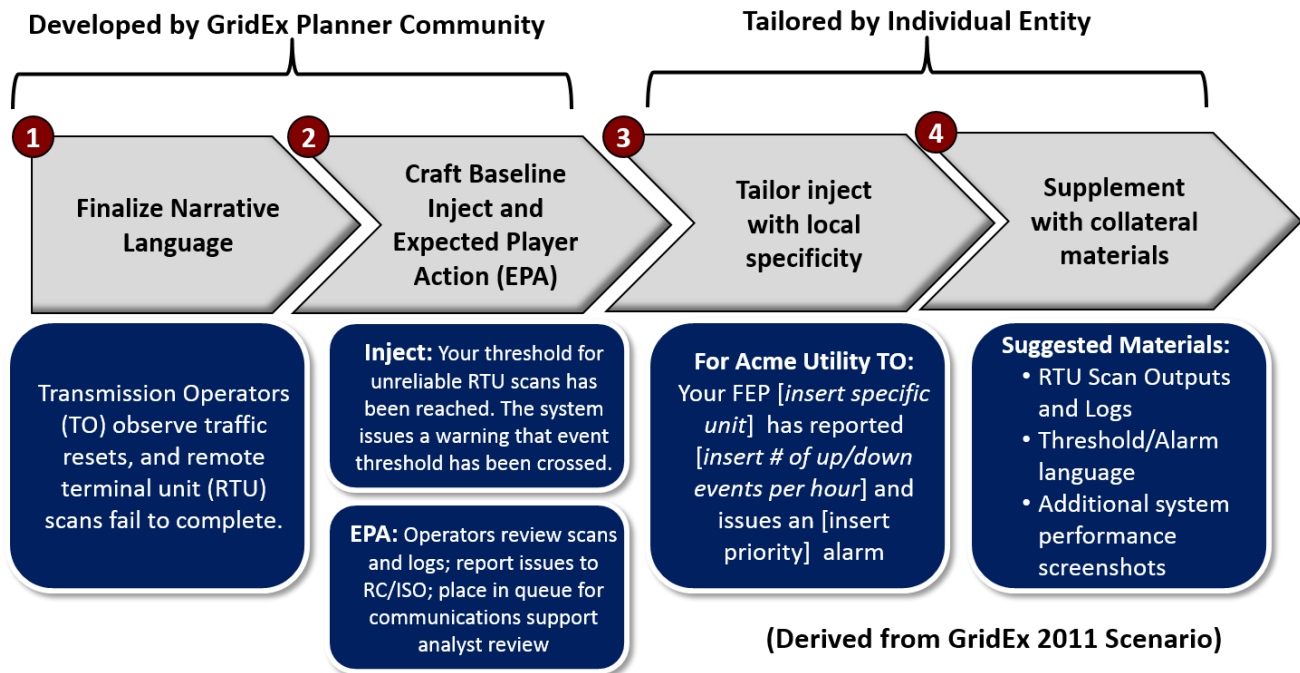 Developed by GridEx Planner Community
Tailored by Individual Entity
1
Finalize Narrative
Language
2
Craft Baseline
Inject and
Expected Player
Action (EPA)
3
Tailor inject
with local
specificity
4
Supplement
with collateral
materials
Transmission Operators
(TO) observe traffic
resets, and remote
terminal unit (RTU)
scans fail to complete.
Inject: Your threshold for
unreliable RTU scans has
been reached. The system
issues a warning that event
threshold has been crossed.
EPA: Operators review scans
and logs; report issues to
RC/ISO; place in queue for
communications support
analyst review
For Acme Utility TO:
Your FEP [insert specific
unit] has reported
[insert # of up/down
events per hour] and
issues an [insert
priority] alarm
Suggested Materials:
• RTU Scan Outputs
and Logs
• Threshold/Alarm
language
• Additional system
performance
screenshots
(Derived from GridEx 2011 Scenario)